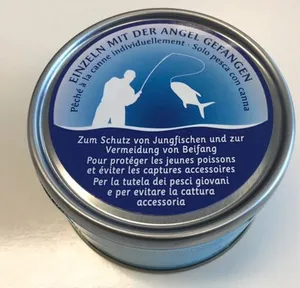 EINZELN MIT DER ANGEL GEFANGEN
Pêché à la canne individuellement · Solo pesca con canna
Zum Schutz von Jungfischen und zur
Vermeidung von Beifang
Pour protéger les jeunes poissons
et éviter les captures accessoires
Per la tutela dei pesci giovani
e per evitare la cattura
accessoria